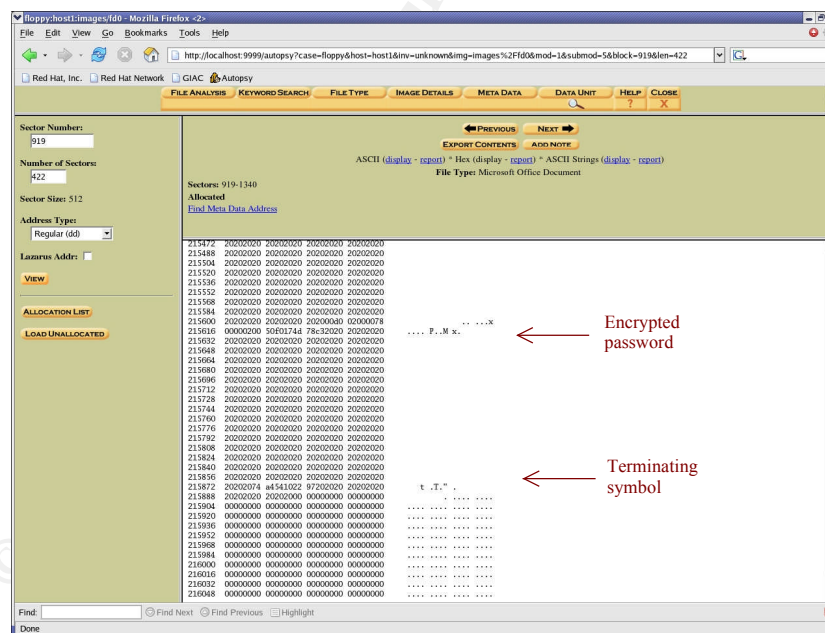 floppy:host1:images/fd0 - Mozilla Firefox <2>
File Edit View Go Bookmarks Tools Help
http://localhost:9999/autopsy?case=floppy&host=host1&inv=unknown&img=images%2Ffd0&mod=1&submod=5&block=919&len=422
Red Hat, Inc. Red Hat Network GIAC Autopsy
FILE ANALYSIS KEYWORD SEARCH FILE TYPE IMAGE DETAILS META DATA DATA UNIT HELP CLOSE
? X
Sector Number:
919
Number of Sectors:
422
Sector Size: 512
Address Type:
Regular (dd)
Lazarus Addr:
VIEW
ALLOCATION LIST
LOAD UNALLOCATED
PREVIOUS NEXT
EXPORT CONTENTS ADD NOTE
ASCII (display - report) * Hex (display - report) * ASCII Strings (display - report)
File Type: Microsoft Office Document
Sectors: 919-1340
Allocated
Find Meta Data Address
215472 20202020 20202020 20202020 20202020
215488 20202020 20202020 20202020 20202020
215504 20202020 20202020 20202020 20202020
215520 20202020 20202020 20202020 20202020
215536 20202020 20202020 20202020 20202020
215552 20202020 20202020 20202020 20202020
215568 20202020 20202020 20202020 20202020
215584 20202020 20202020 20202020 20202020
215600 20202020 20202020 202000d0 02000078 .. ...x
215616 00000200 50f01744 78c32020 20202020 .... P..M x.
215632 20202020 20202020 20202020 20202020
215648 20202020 20202020 20202020 20202020
215664 20202020 20202020 20202020 20202020
215680 20202020 20202020 20202020 20202020
215696 20202020 20202020 20202020 20202020
215712 20202020 20202020 20202020 20202020
215728 20202020 20202020 20202020 20202020
215744 20202020 20202020 20202020 20202020
215760 20202020 20202020 20202020 20202020
215776 20202020 20202020 20202020 20202020
215792 20202020 20202020 20202020 20202020
215808 20202020 20202020 20202020 20202020
215824 20202020 20202020 20202020 20202020
215840 20202020 20202020 20202020 20202020
215856 20202020 20202020 20202020 20202020
215872 20202074 a4541022 97202020 20202020 t .T." .
215888 20202020 20202000 00000000 00000000 . .... ....
215904 00000000 00000000 00000000 00000000 .... .... .... ....
215920 00000000 00000000 00000000 00000000 .... .... .... ....
215936 00000000 00000000 00000000 00000000 .... .... .... ....
215952 00000000 00000000 00000000 00000000 .... .... .... ....
215968 00000000 00000000 00000000 00000000 .... .... .... ....
215984 00000000 00000000 00000000 00000000 .... .... .... ....
216000 00000000 00000000 00000000 00000000 .... .... .... ....
216016 00000000 00000000 00000000 00000000 .... .... .... ....
216032 00000000 00000000 00000000 00000000 .... .... .... ....
216048 00000000 00000000 00000000 00000000 .... .... .... ....
Encrypted
password
Terminating
symbol
Find: Find Next Find Previous Highlight
Done